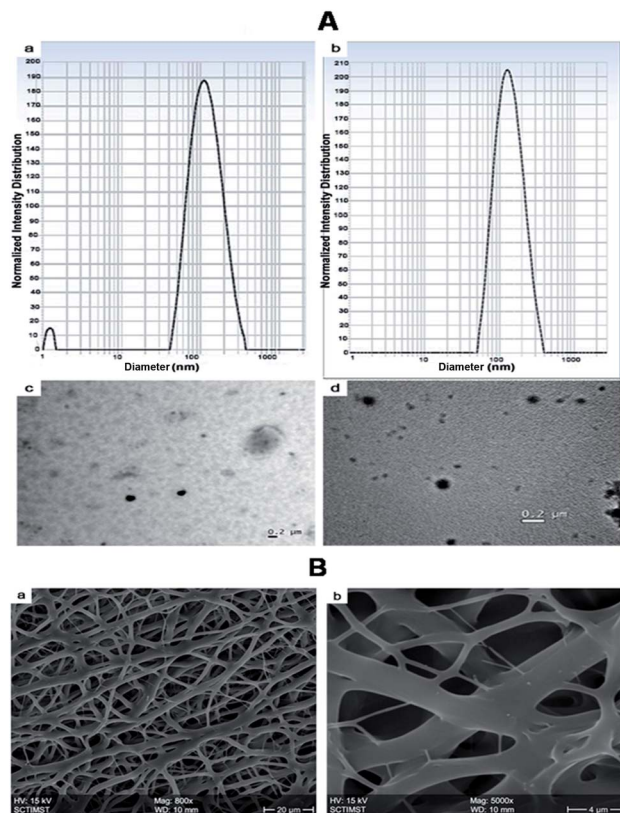 A
a
200
190
180
170
160
150
140
130
120
110
100
90
80
70
60
50
40
30
20
10
0
Normalized Intensity Distribution
1 10 100 1000
Diameter (nm)
b
210
200
190
180
170
160
150
140
130
120
110
100
90
80
70
60
50
40
30
20
10
0
Normalized Intensity Distribution
1 10 100 1000
Diameter (nm)
c
0.2 µm
d
0.2 µm
B
a
HV: 15 kV Mag: 800x
SCTIMST WD: 10 mm 20 µm
b
HV: 15 kV Mag: 5000x
SCTIMST WD: 10 mm 4 µm